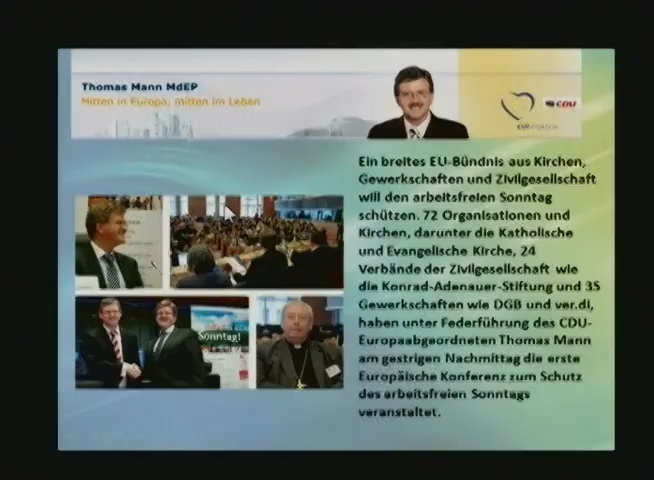 Thomas Mann MdEP
Mitten in Europa, mitten im Leben
CDU
Ein breites EU-Bündnis aus Kirchen,
Gewerkschaften und Zivilgesellschaft
will den arbeitsfreien Sonntag
schützen. 72 Organisationen und
Kirchen, darunter die Katholische
und Evangelische Kirche, 24
Verbände der Zivilgesellschaft wie
die Konrad-Adenauer-Stiftung und 35
Gewerkschaften wie DGB und ver.di,
haben unter Federführung des CDU-
Europaabgeordneten Thomas Mann
am gestrigen Nachmittag die erste
Europäische Konferenz zum Schutz
des arbeitsfreien Sonntags
veranstaltet.
Sonntag!